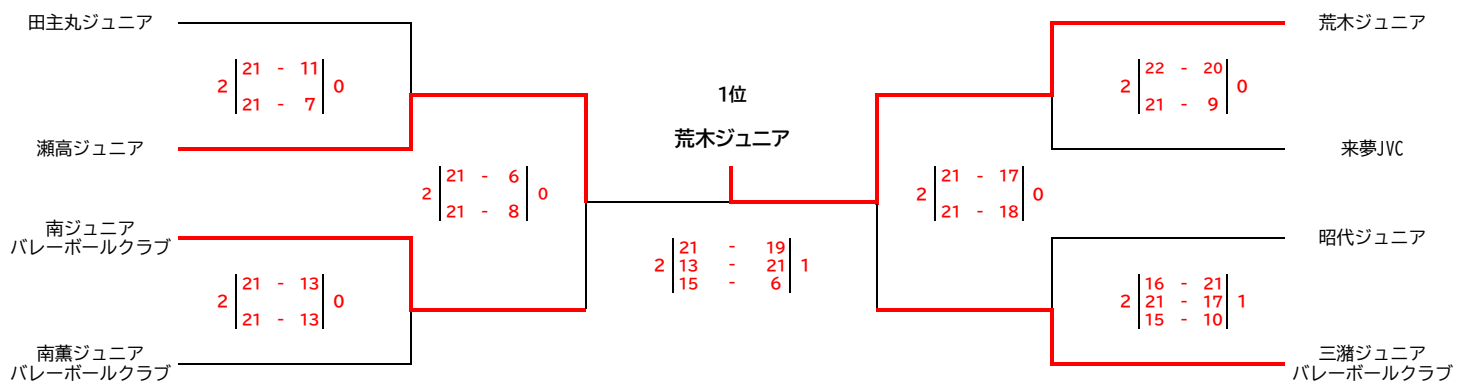 田主丸ジュニア
2 21 - 11 0
21 - 7
瀬高ジュニア
2 21 - 6 0
21 - 8
南ジュニア
バレーボールクラブ
2 21 - 13 0
21 - 13
南薫ジュニア
バレーボールクラブ
1位
荒木ジュニア
21 - 19
2 13 - 21 1
15 - 6
荒木ジュニア
2 22 - 20 0
21 - 9
来夢JVC
2 21 - 17 0
21 - 18
昭代ジュニア
16 - 21
2 21 - 17 1
15 - 10
三潴ジュニア
バレーボールクラブ